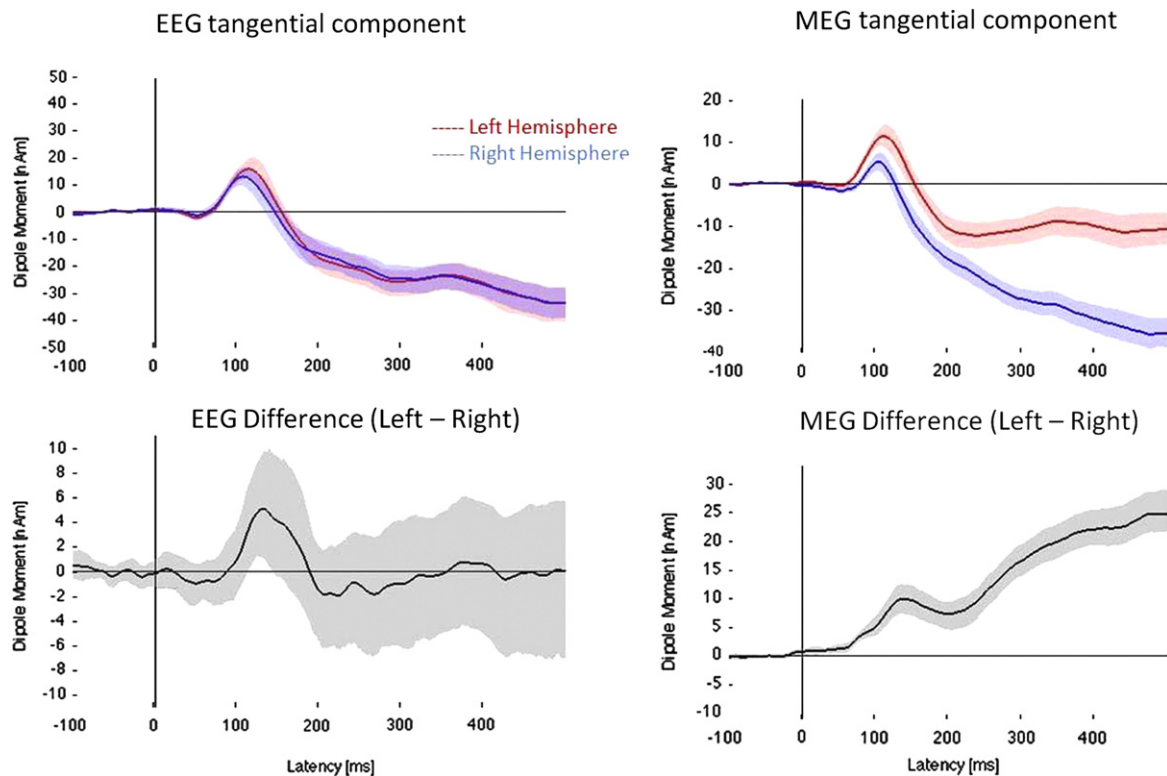 EEG tangential component
MEG tangential component
Dipole Moment [nAm]
50 -
40 -
30 -
20 -
10 -
0
-10 -
-20 -
-30 -
-40 -
-50
-100 0 100 200 300 400
----- Left Hemisphere
----- Right Hemisphere
Dipole Moment [nAm]
20 -
10 -
0
-10 -
-20 -
-30 -
-40
-100 0 100 200 300 400
EEG Difference (Left – Right)
MEG Difference (Left – Right)
Dipole Moment [nAm]
10 -
8 -
6 -
4 -
2 -
0
-2 -
-4 -
-6 -
-8 -
-10 -
-100 0 100 200 300 400
Latency [ms]
Dipole Moment [nAm]
30 -
25 -
20 -
15 -
10 -
5 -
0
-5 -
-10
-100 0 100 200 300 400
Latency [ms]